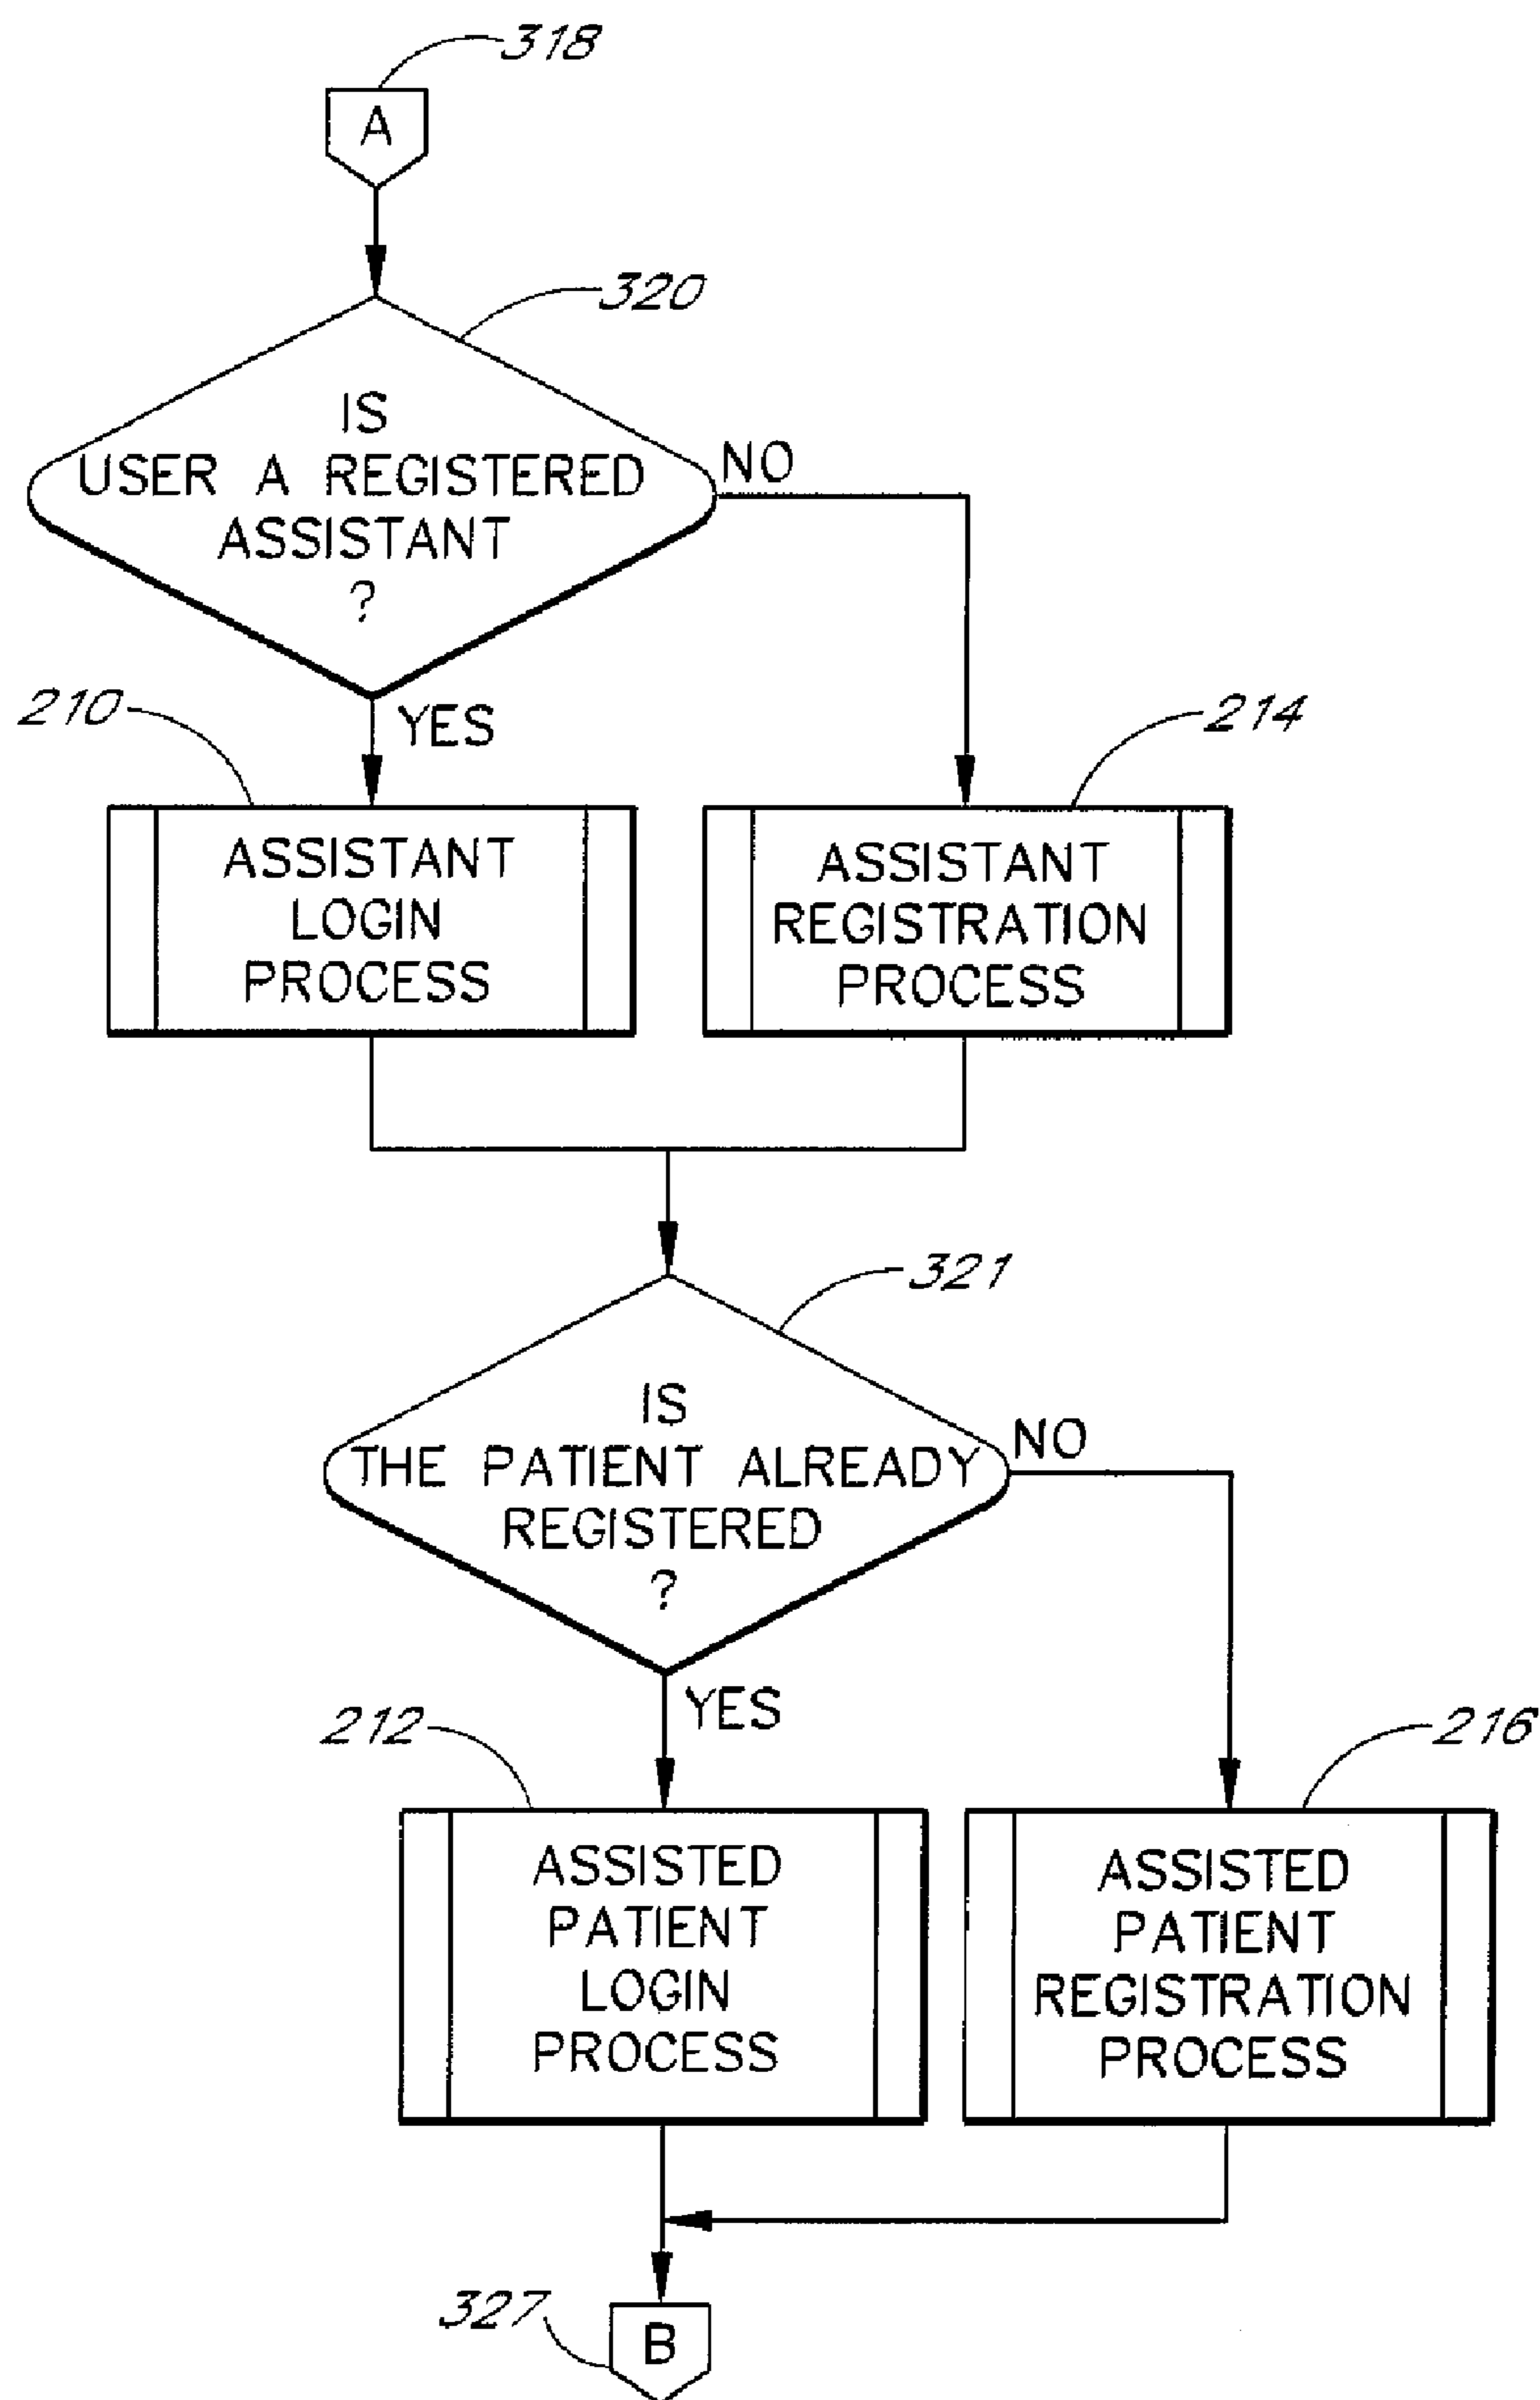 318
A
320
IS
USER A REGISTERED
ASSISTANT
?
NO
YES
210
214
ASSISTANT
LOGIN
PROCESS
ASSISTANT
REGISTRATION
PROCESS
321
IS
THE PATIENT ALREADY
REGISTERED
?
NO
YES
212
216
ASSISTED
PATIENT
LOGIN
PROCESS
ASSISTED
PATIENT
REGISTRATION
PROCESS
327
B